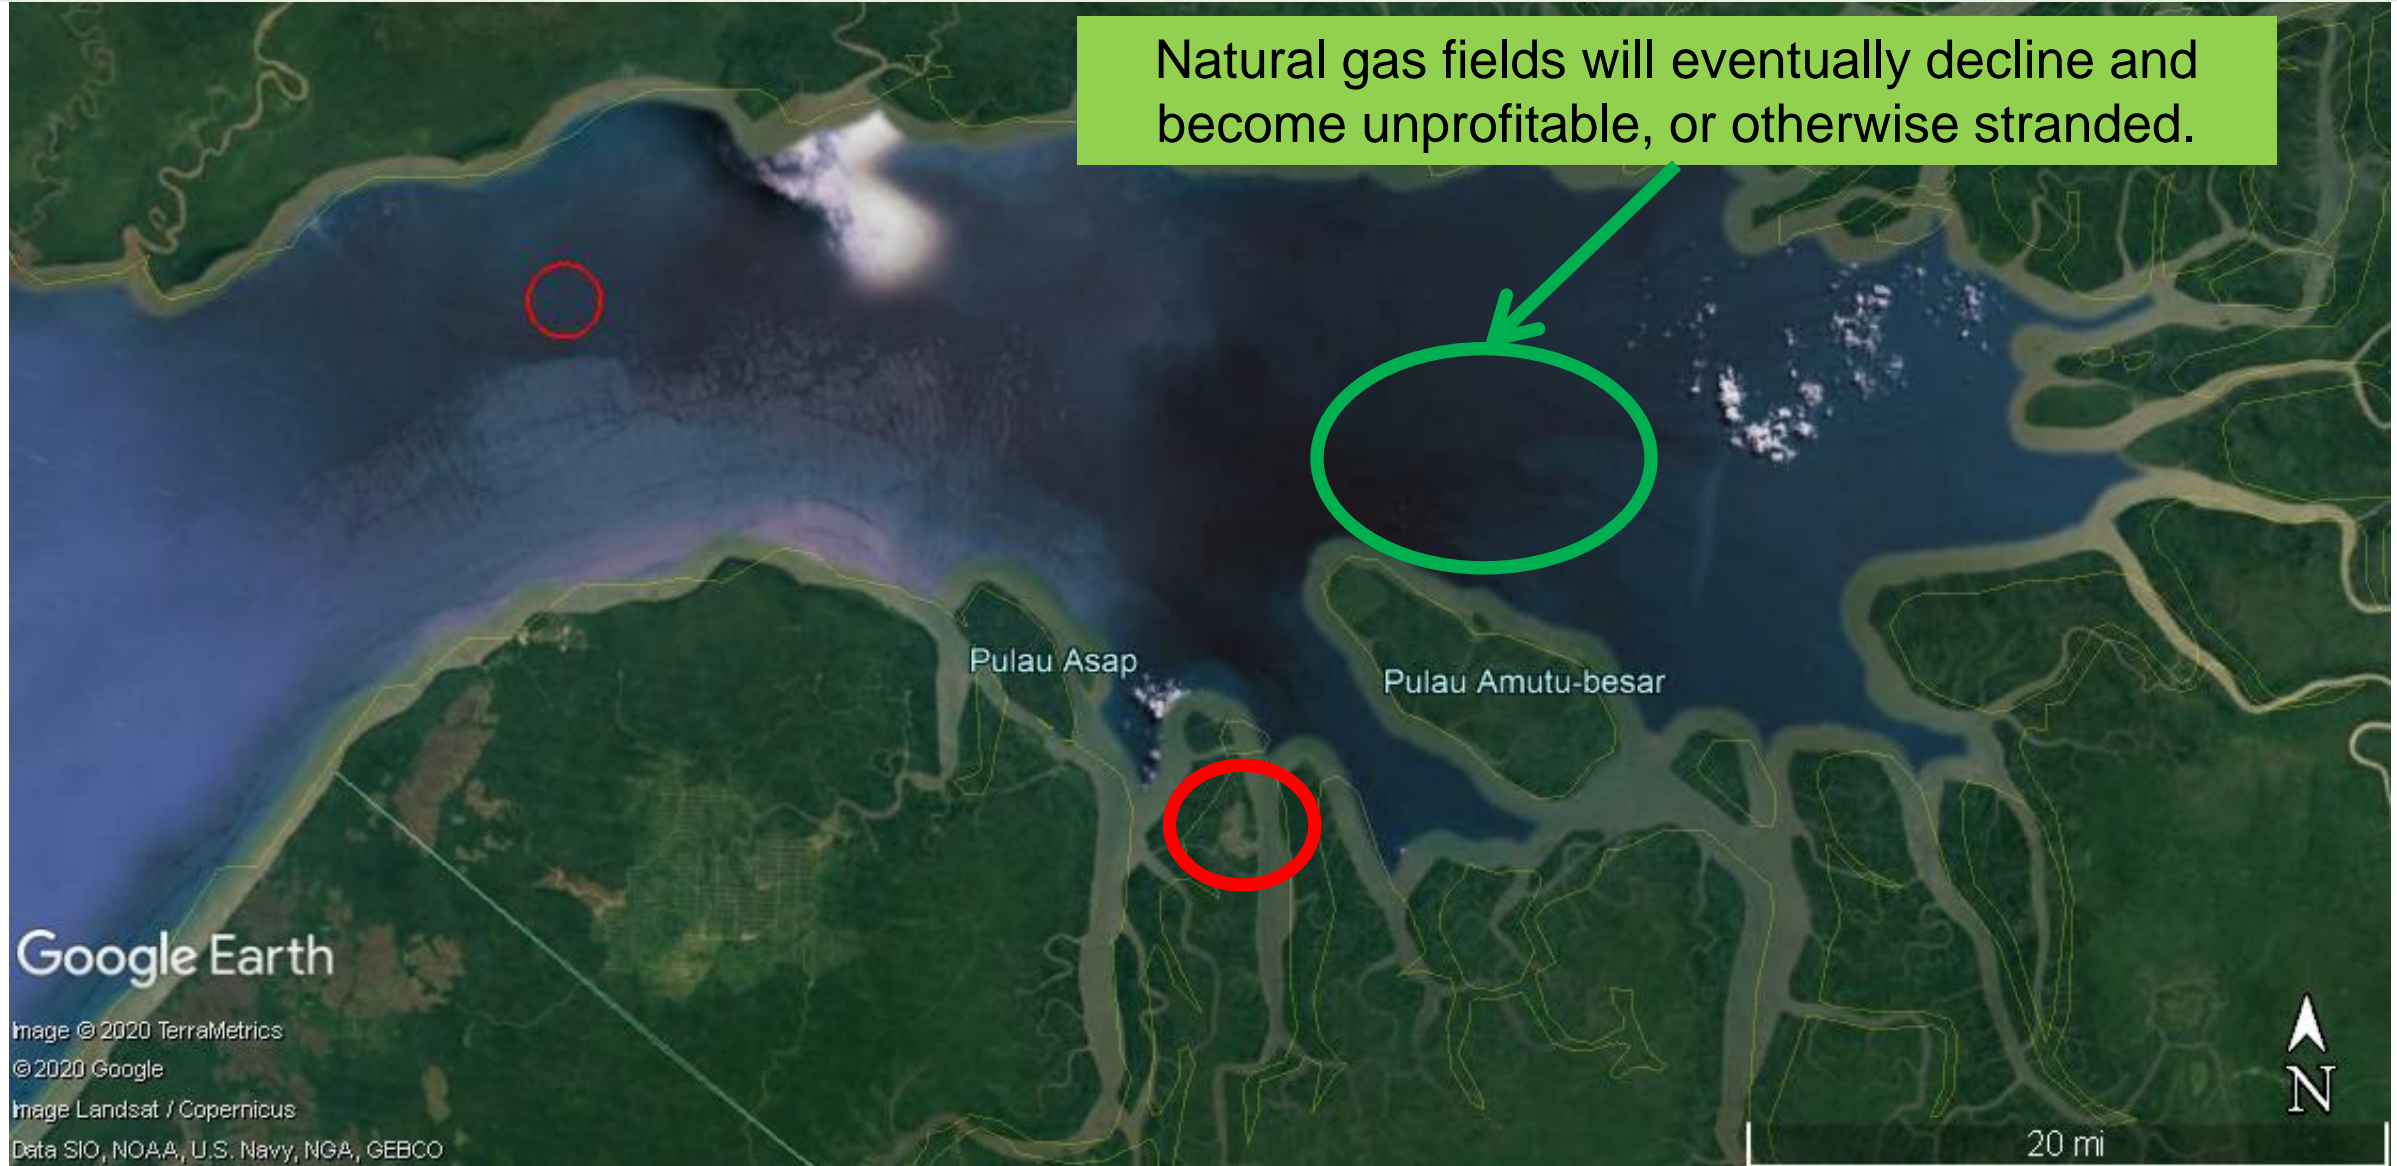 Natural gas fields will eventually decline and
become unprofitable, or otherwise stranded.
Pulau Asap
Pulau Amutu-besar
Google Earth
Image © 2020 TerraMetrics
© 2020 Google
Image Landsat / Copernicus
Data SIO, NOAA, U.S. Navy, NGA, GEBCO
N
20 mi